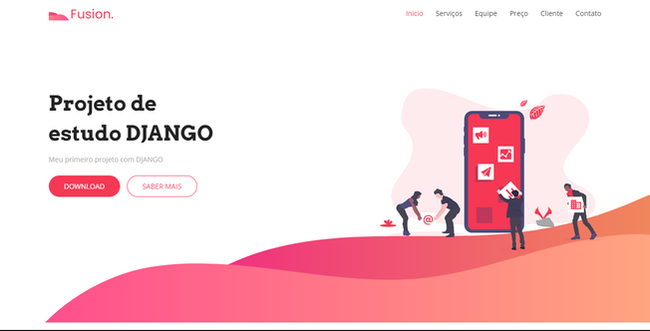 Fusion.
Inicio Serviços Equipe Preço Cliente Contato
Projeto de
estudo DJANGO
Meu primeiro projeto com DJANGO
DOWNLOAD SABER MAIS
@